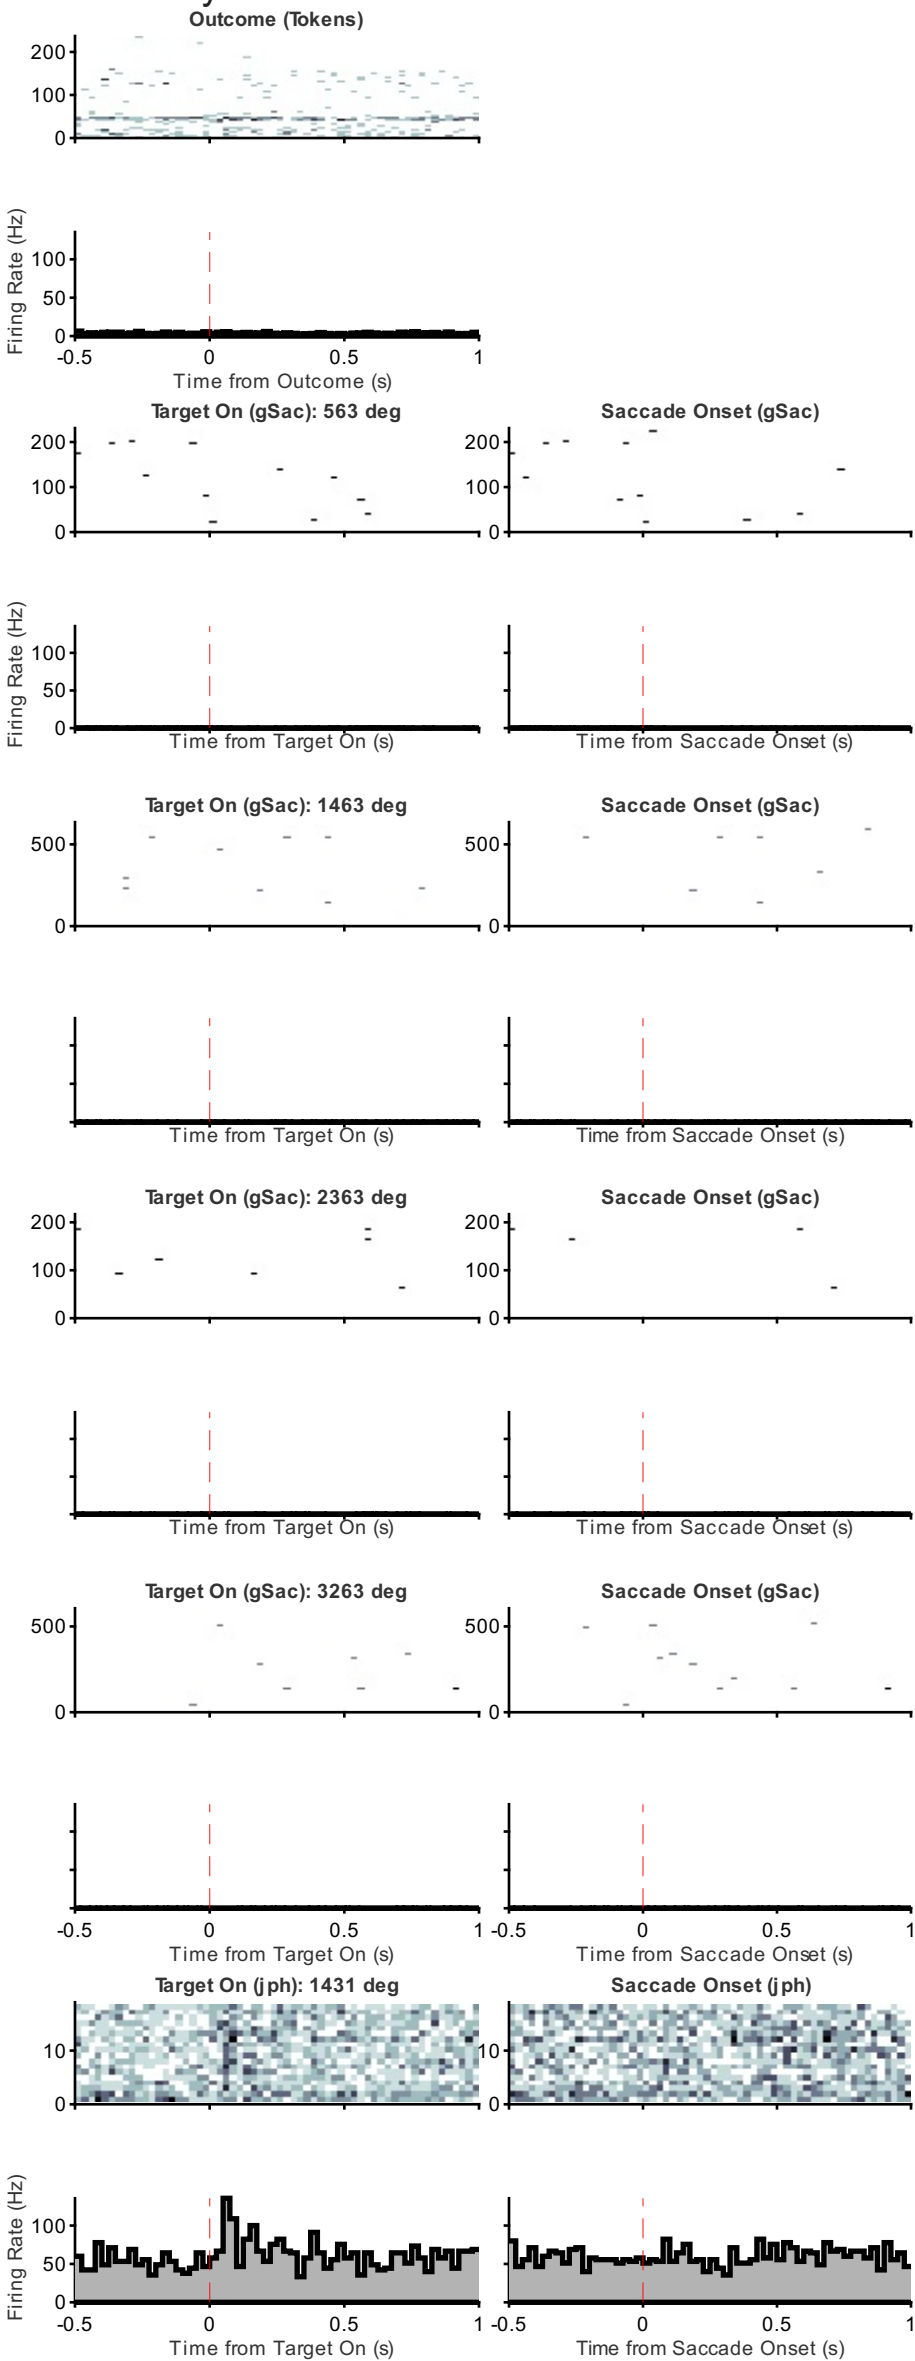 Outcome (Tokens)
200
100
0
Firing Rate (Hz)
100
50
0
-0.5 0 0.5 1
Time from Outcome (s)
Target On (gSac): 563 deg Saccade Onset (gSac)
200 200
100 100
0 0
Firing Rate (Hz)
100
50
0
Time from Target On (s) Time from Saccade Onset (s)
Target On (gSac): 1463 deg Saccade Onset (gSac)
500 500
0 0
Time from Target On (s) Time from Saccade Onset (s)
Target On (gSac): 2363 deg Saccade Onset (gSac)
200 200
100 100
0 0
Time from Target On (s) Time from Saccade Onset (s)
Target On (gSac): 3263 deg Saccade Onset (gSac)
500 500
0 0
-0.5 0 0.5 1 -0.5 0 0.5 1
Time from Target On (s) Time from Saccade Onset (s)
Target On (jph): 1431 deg Saccade Onset (jph)
10 10
0 0
Firing Rate (Hz)
100
50
0
-0.5 0 0.5 1 -0.5 0 0.5 1
Time from Target On (s) Time from Saccade Onset (s)